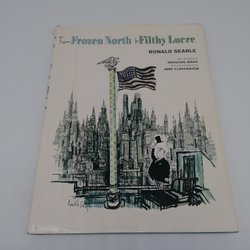 From Frozen North to Filthy Lucre
RONALD SEARLE
GROUCHO MARX
JANE CLAPPERTON